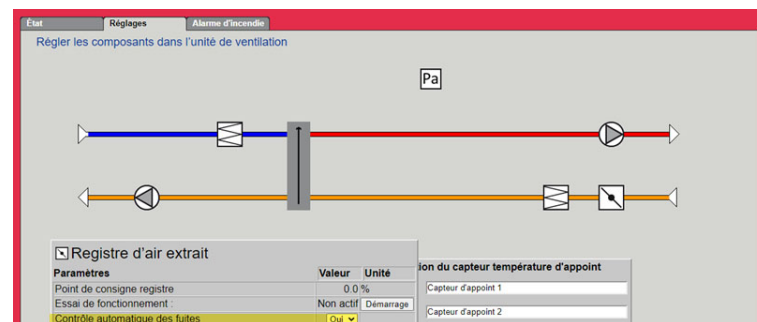 État Réglages Alarme d'incendie
Régler les composants dans l'unité de ventilation
Pa
Registre d'air extrait
Paramètres Valeur Unité
ion du capteur température d'appoint
Point de consigne registre 0.0 %
Capteur d'appoint 1
Essai de fonctionnement : Non actif Démarrage
Capteur d'appoint 2
Contrôle automatique des fuites Oui